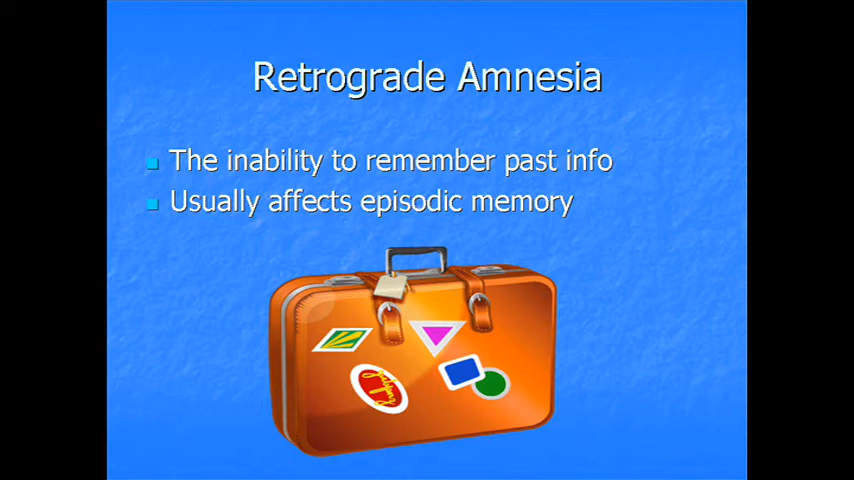 Retrograde Amnesia
The inability to remember past info
Usually affects episodic memory